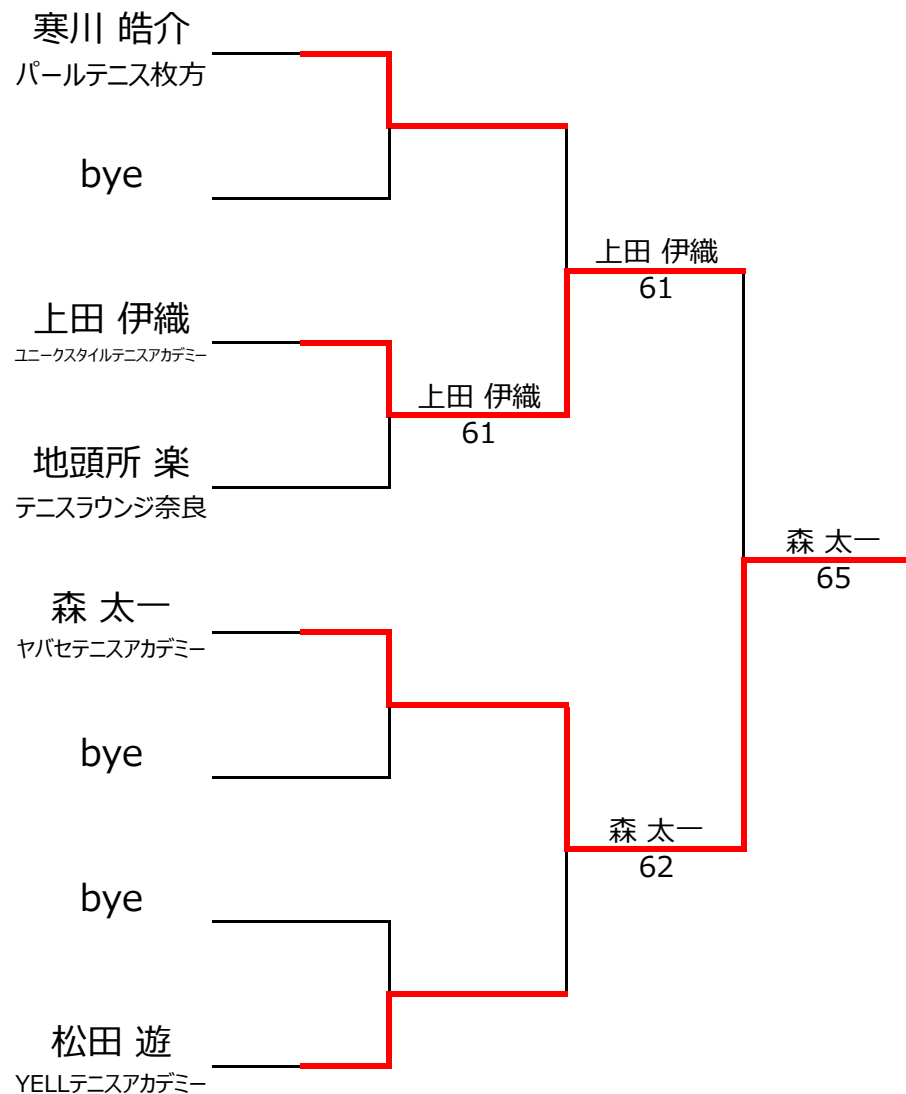 寒川 皓介
パールテニス枚方
bye
上田 伊織
61
上田 伊織
ユニークスタイルテニスアカデミー
上田 伊織
61
地頭所 楽
テニスラウンジ奈良
森 太一
65
森 太一
ヤバセテニスアカデミー
bye
森 太一
62
bye
松田 遊
YELLテニスアカデミー